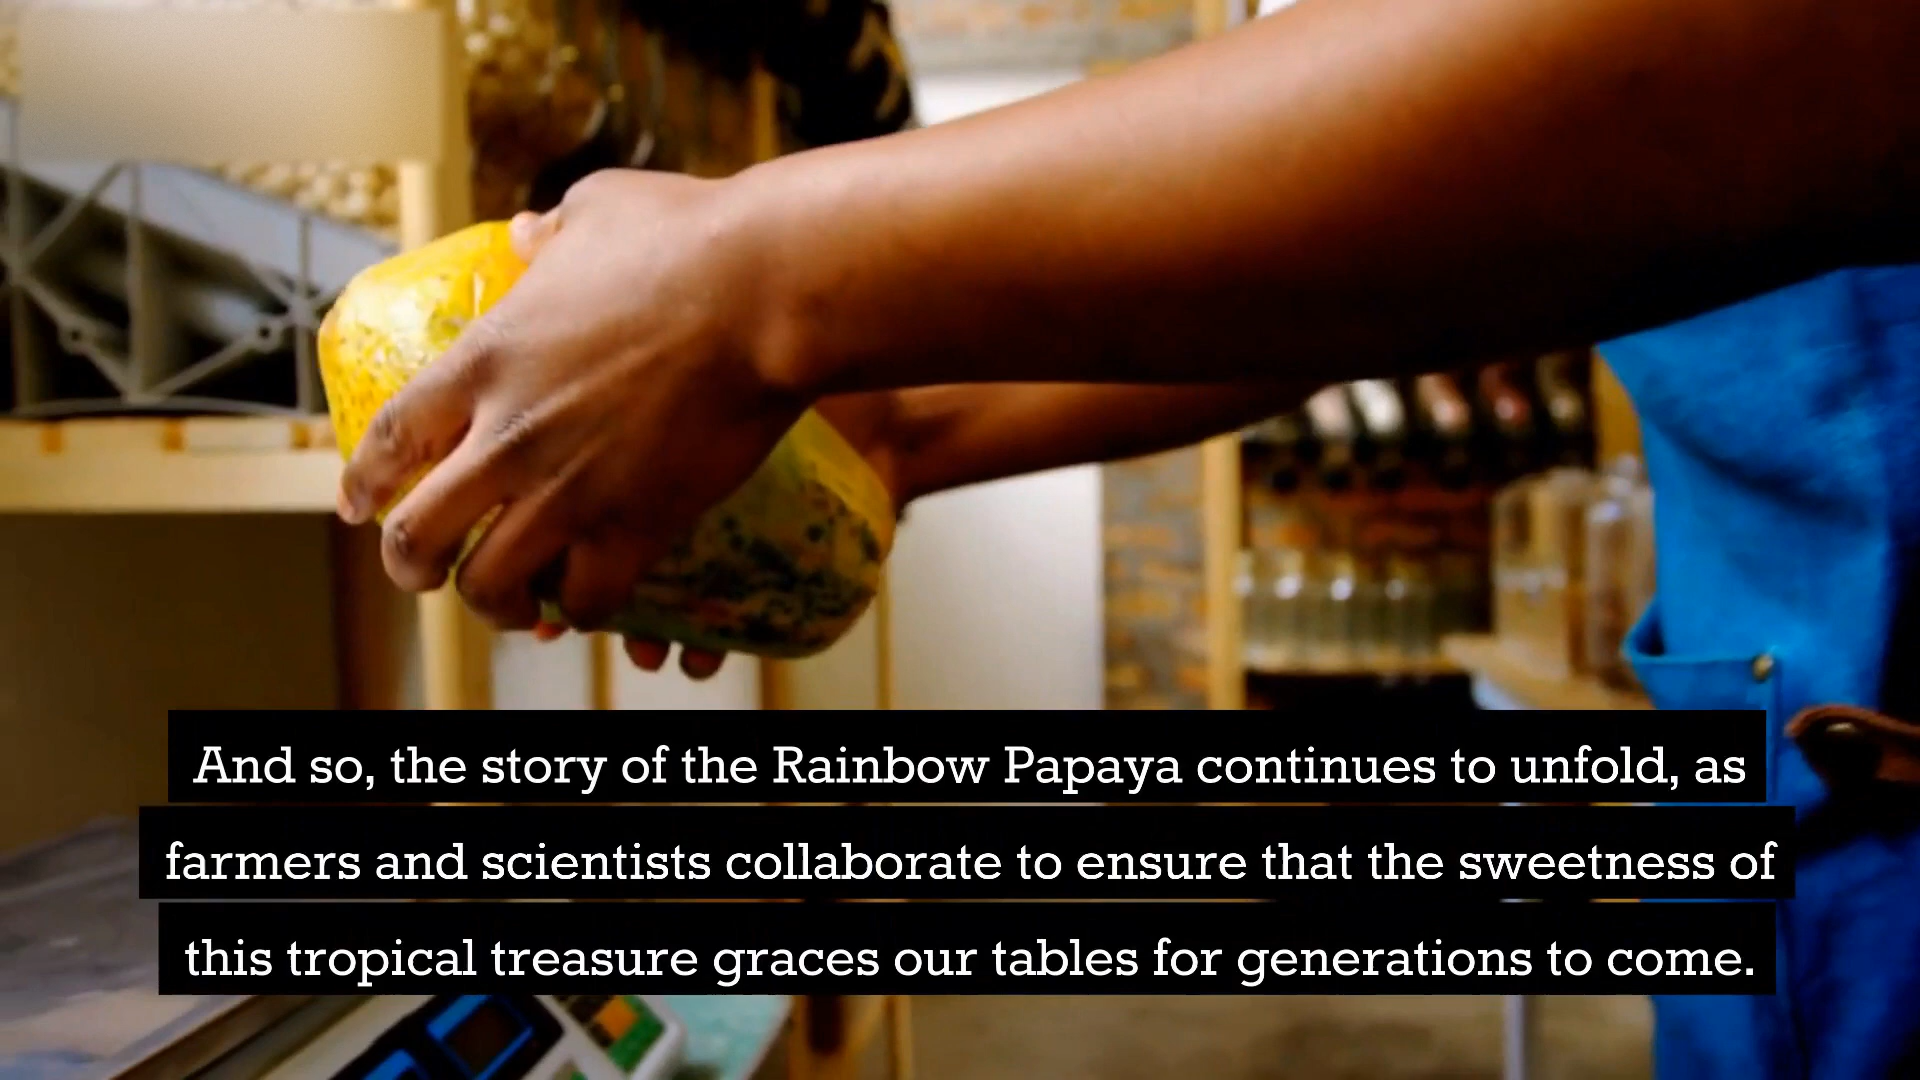 And so, the story of the Rainbow Papaya continues to unfold, as
farmers and scientists collaborate to ensure that the sweetness of
this tropical treasure graces our tables for generations to come.